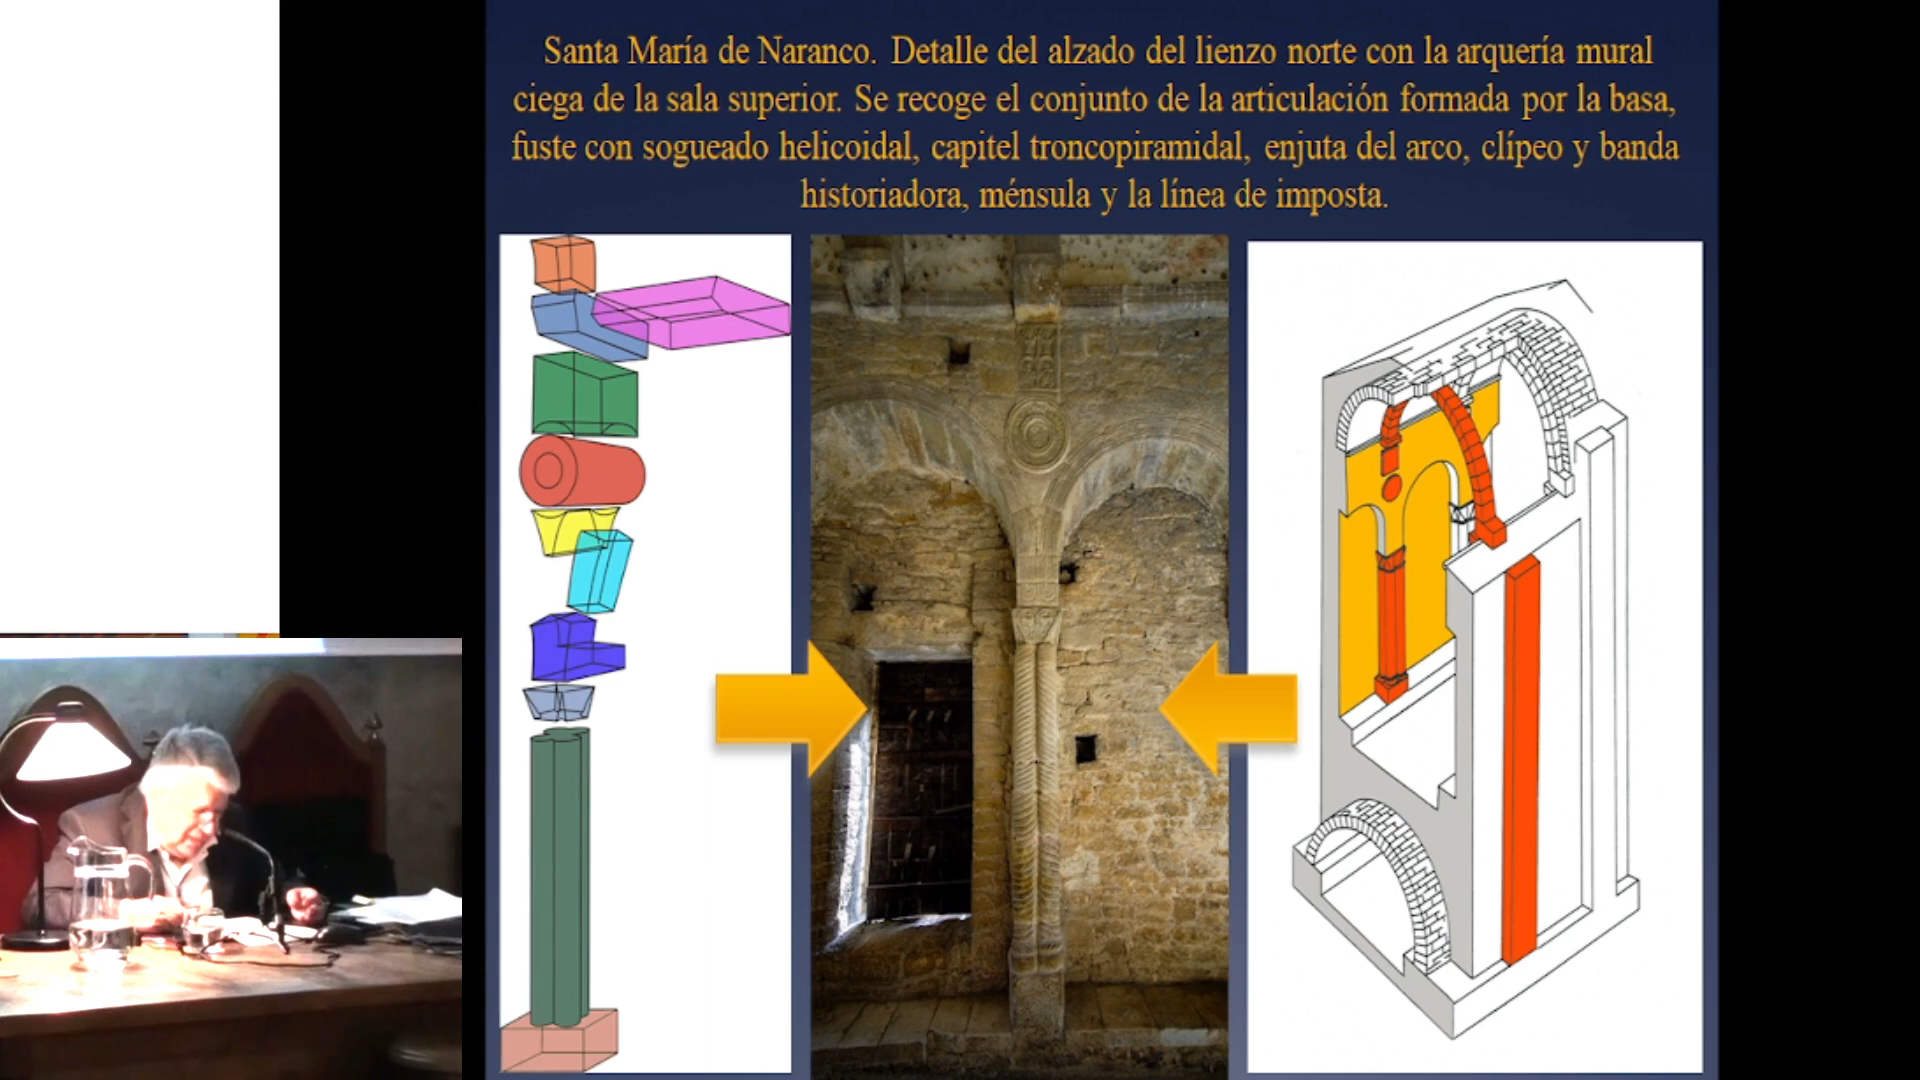 Santa María de Naranco. Detalle del alzado del lienzo norte con la arquería mural
ciega de la sala superior. Se recoge el conjunto de la articulación formada por la basa,
fuste con sogueado helicoidal, capitel troncopiramidal, enjuta del arco, clípeo y banda
historiadora, ménsula y la línea de imposta.